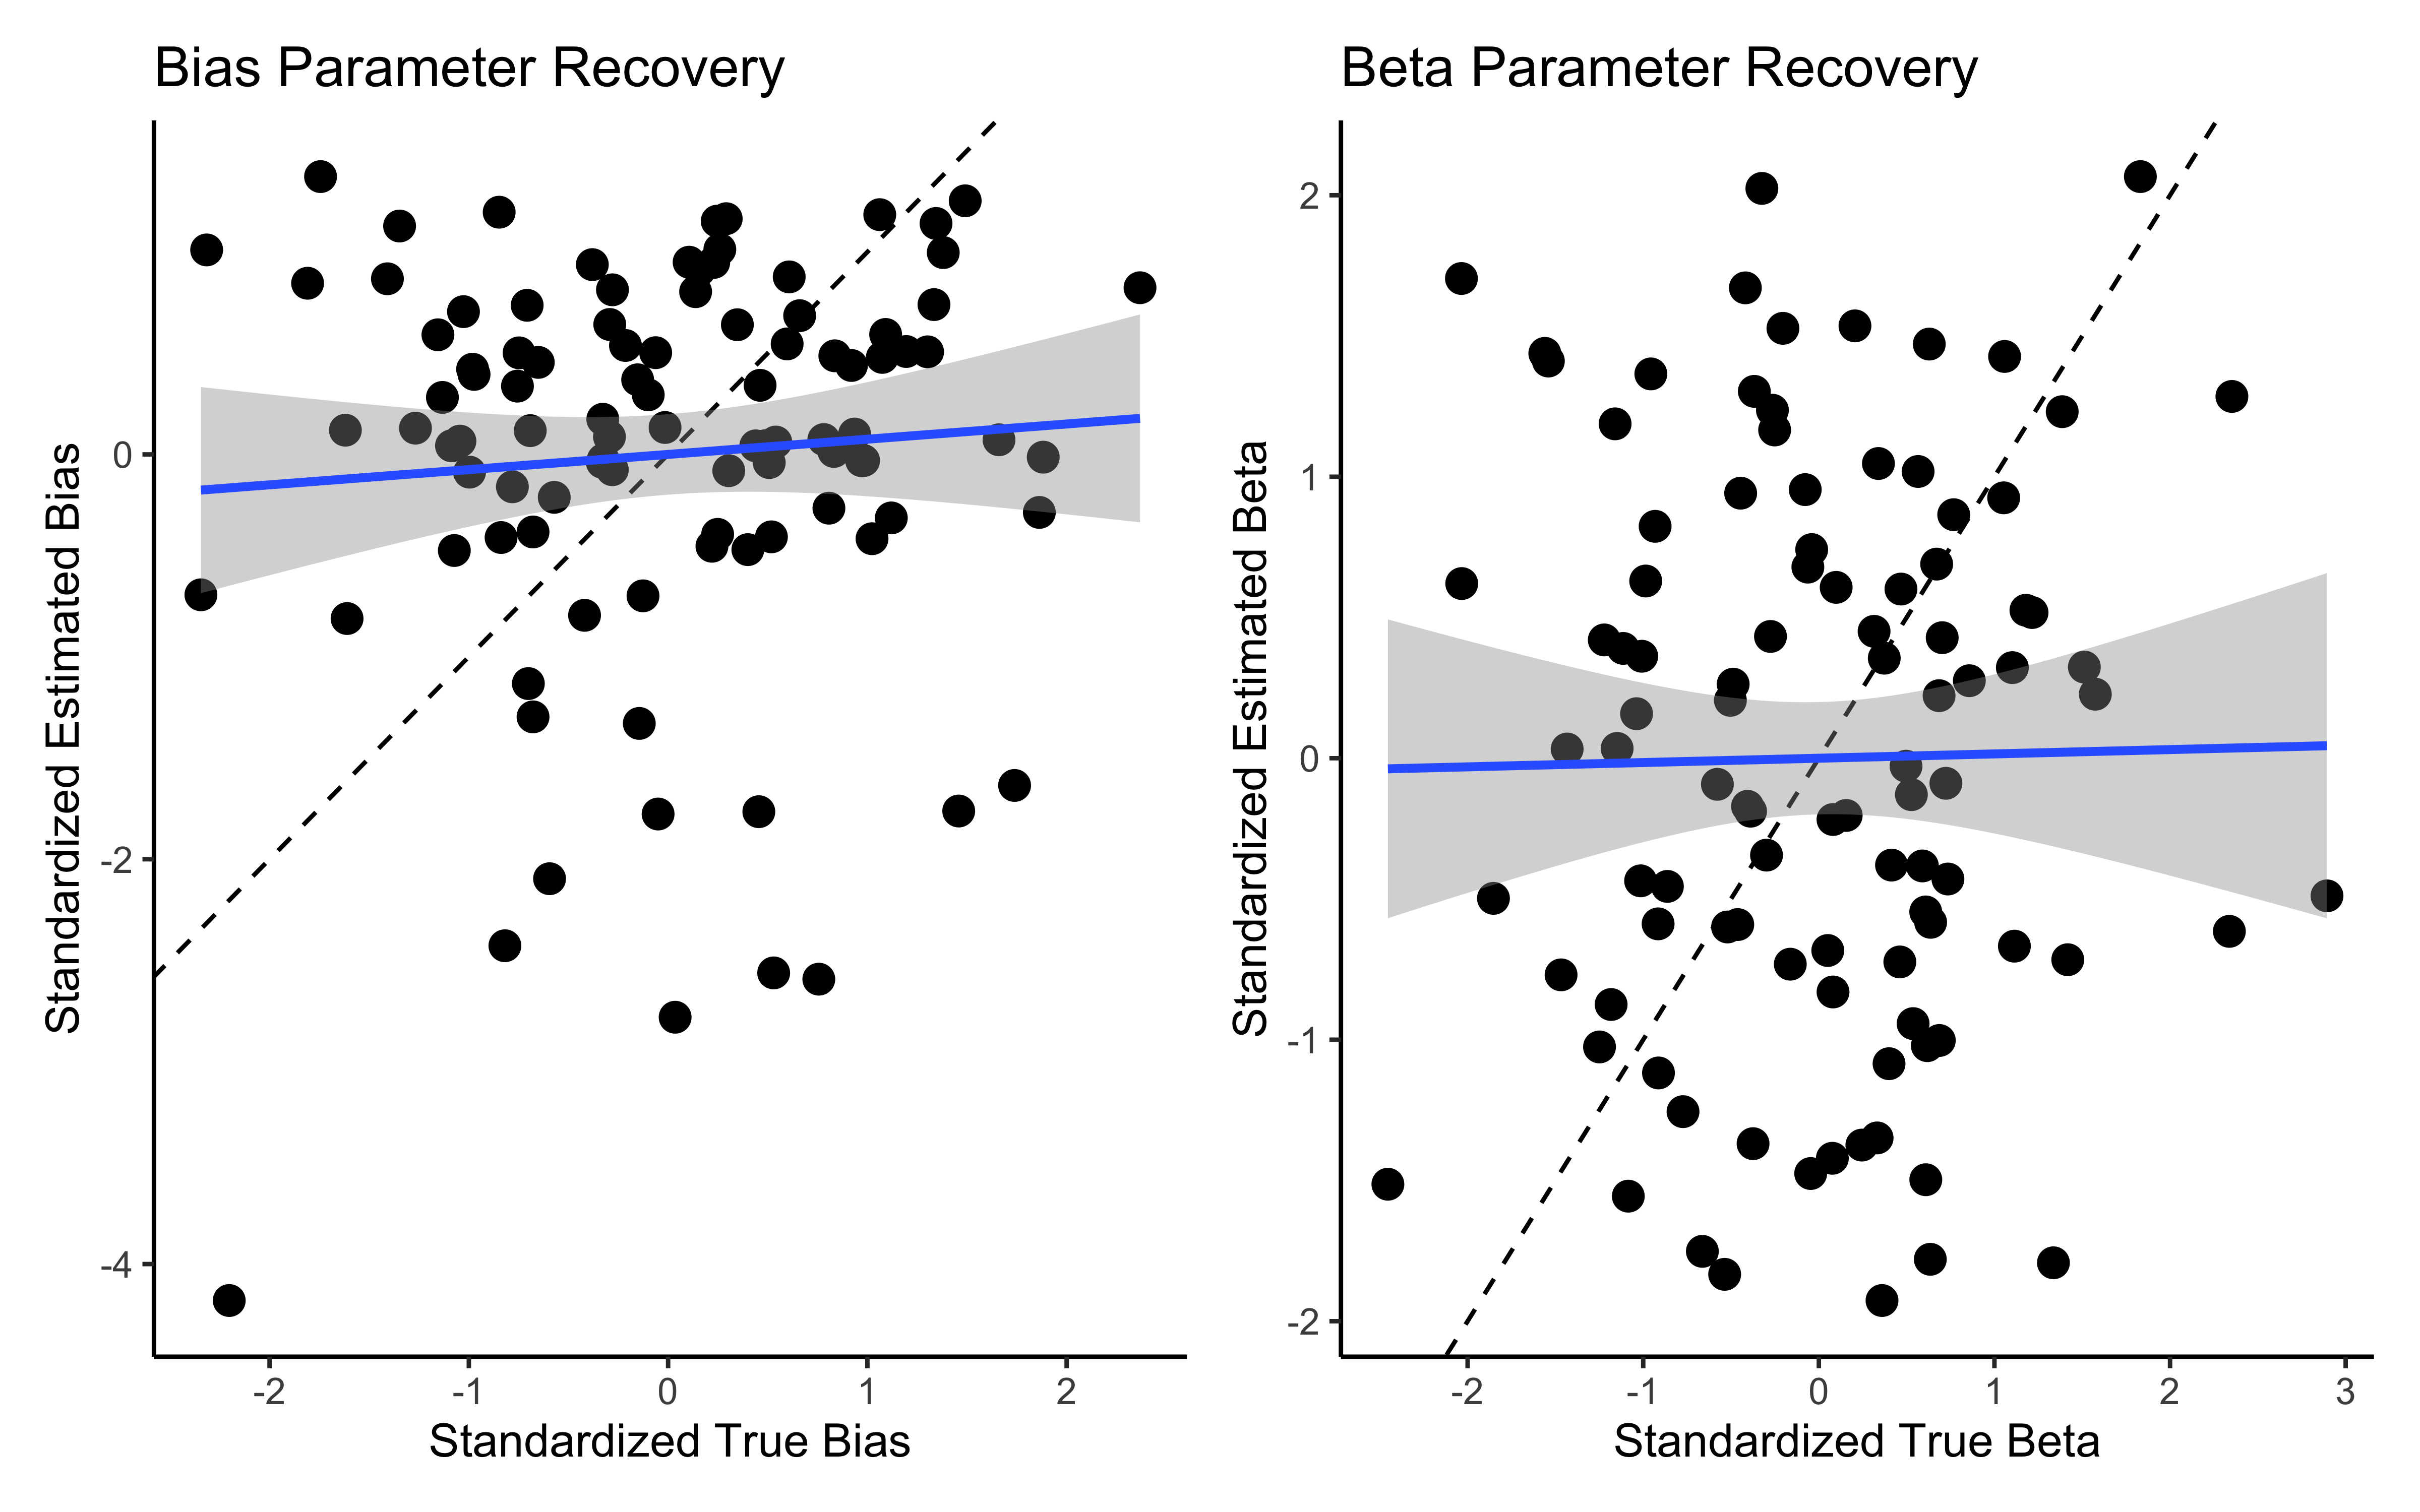 Bias Parameter Recovery
Standardized Estimated Bias
0
-2
-4
-2 -1 0 1 2
Standardized True Bias
Beta Parameter Recovery
Standardized Estimated Beta
2
1
0
-1
-2
-2 -1 0 1 2 3
Standardized True Beta